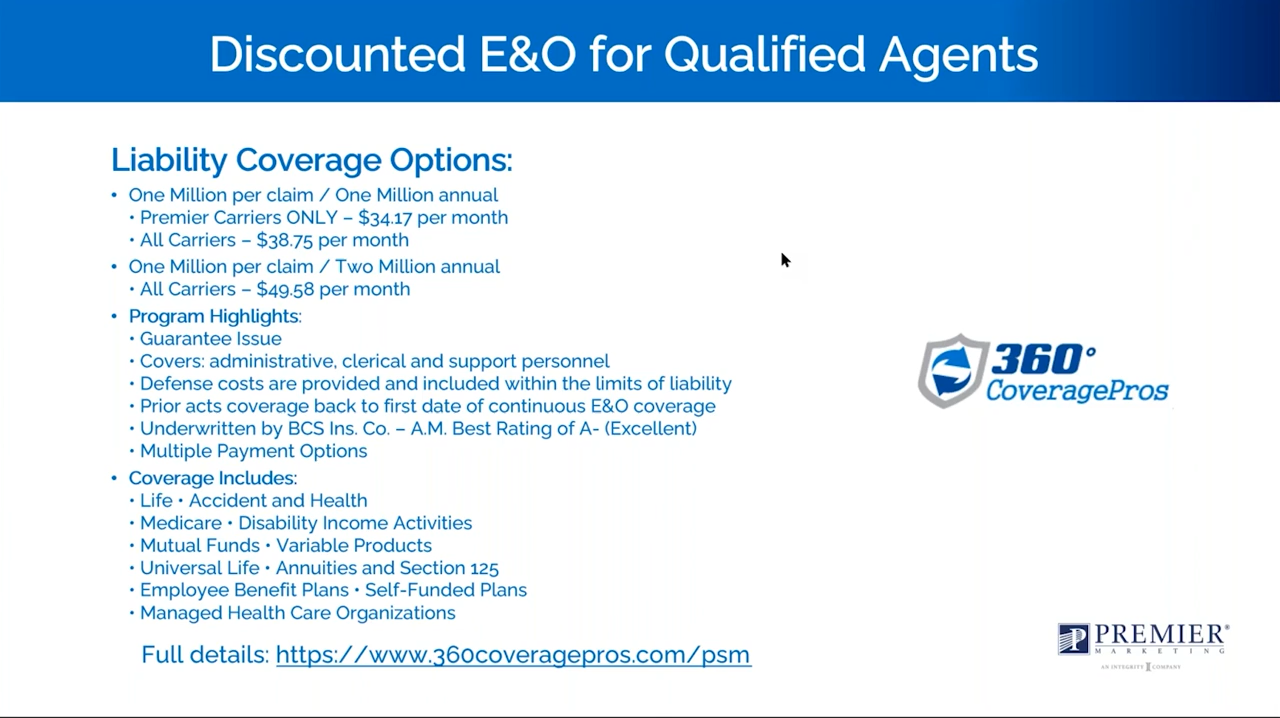 Discounted E&O for Qualified Agents
Liability Coverage Options:
• One Million per claim / One Million annual
• Premier Carriers ONLY – $34.17 per month
• All Carriers – $38.75 per month
• One Million per claim / Two Million annual
• All Carriers – $49.58 per month
• Program Highlights:
• Guarantee Issue
• Covers: administrative, clerical and support personnel
• Defense costs are provided and included within the limits of liability
• Prior acts coverage back to first date of continuous E&O coverage
• Underwritten by BCS Ins. Co. – A.M. Best Rating of A- (Excellent)
• Multiple Payment Options
• Coverage Includes:
• Life • Accident and Health
• Medicare • Disability Income Activities
• Mutual Funds • Variable Products
• Universal Life • Annuities and Section 125
• Employee Benefit Plans • Self-Funded Plans
• Managed Health Care Organizations
Full details: https://www.360coveragepros.com/psm
360°
CoveragePros
PREMIER®
MARKETING
AN INTEGRITY COMPANY